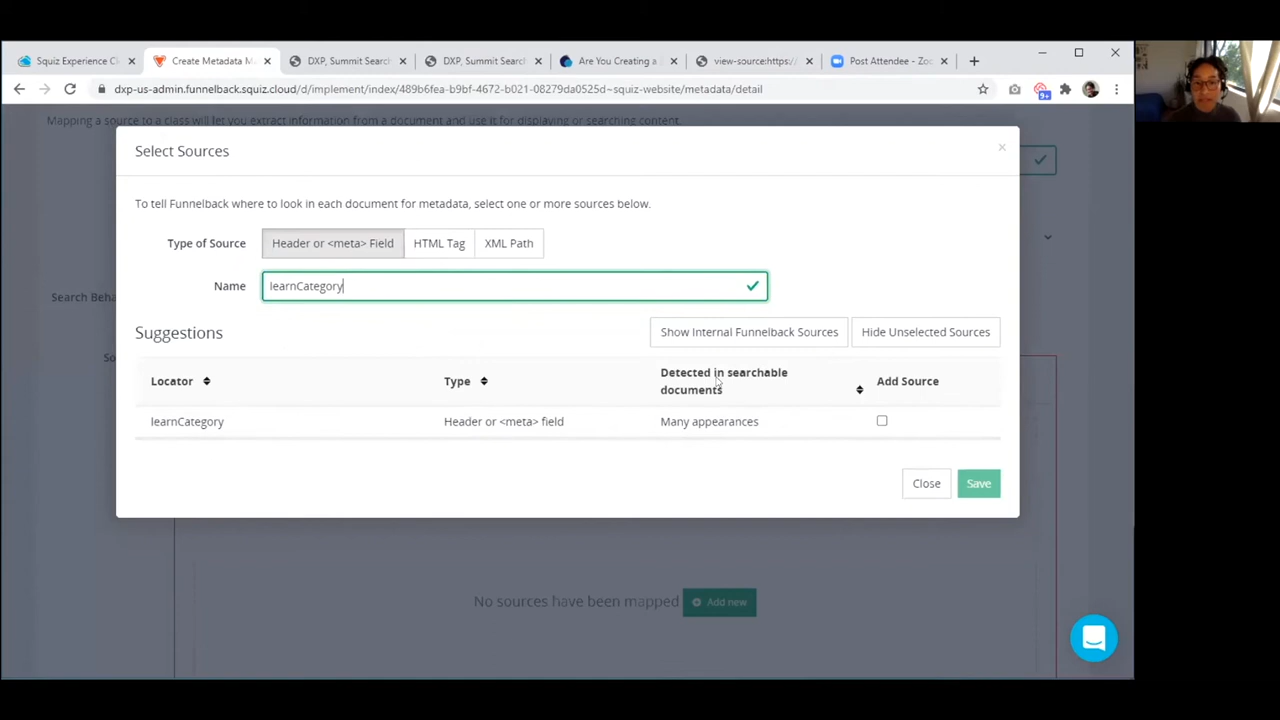 Squiz Experience Cl
Create Metadata M
DXP, Summit Search
DXP, Summit Search
Are You Creating a
view-source:https:/
Post Attendee - Zoo
dxp-us-admin.funnelback.squiz.cloud/d/implement/index/489b6fea-b9bf-4672-b021-08279da0525d~squiz-website/metadata/detail
9+
Mapping a source to a class will let you extract information from a document and use it for displaying or searching content.
Select Sources
To tell Funnelback where to look in each document for metadata, select one or more sources below.
Type of Source
Header or <meta> Field
HTML Tag
XML Path
Name
learnCategory
Search Beha
Suggestions
Show Internal Funnelback Sources
Hide Unselected Sources
So
Locator
Type
Detected in searchable
documents
Add Source
learnCategory
Header or <meta> field
Many appearances
Close
Save
No sources have been mapped
Add new